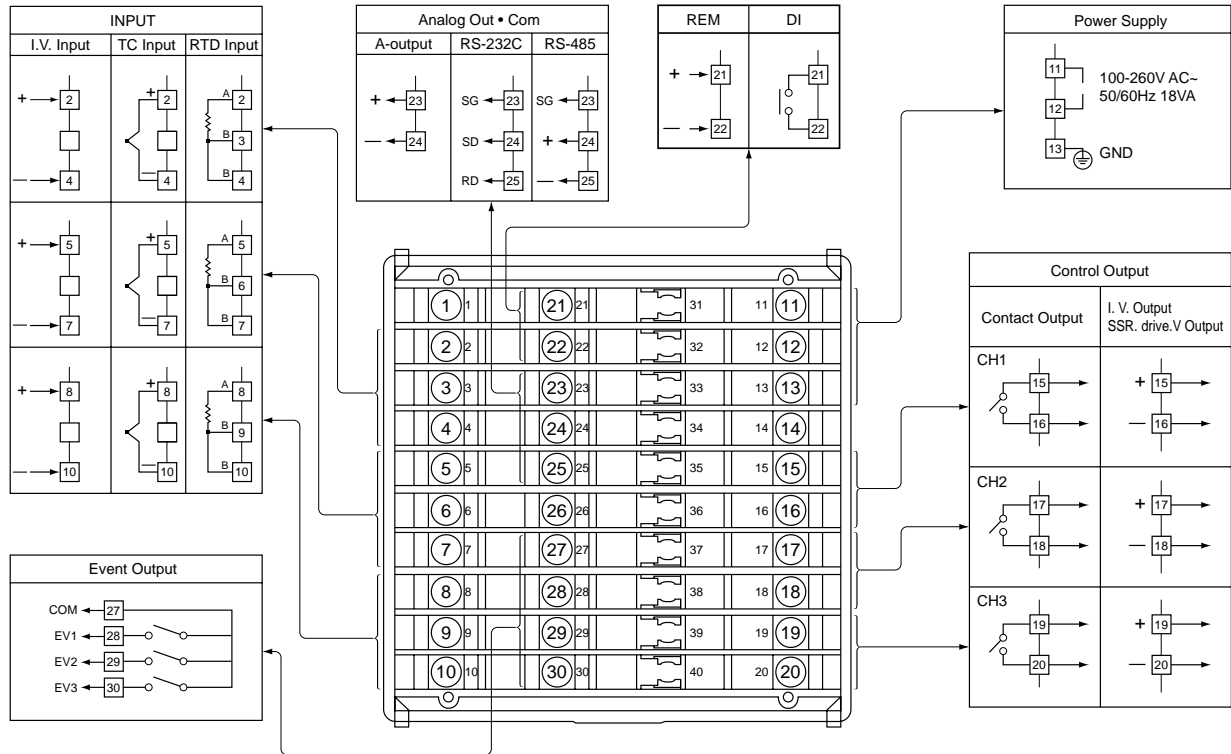 INPUT
I.V. Input TC Input RTD Input
+ 2 + 2 A 2
B 3
— 4 — 4 B 4
+ 5 + 5 A 5
B 6
— 7 — 7 B 7
+ 8 + 8 A 8
B 9
— 10 — 10 B 10
Analog Out • Com
A-output RS-232C RS-485
+ 23 SG 23 SG 23
— 24 SD 24 + 24
RD 25 — 25
REM DI
+ 21 21
— 22 22
Power Supply
11
100-260V AC~
50/60Hz 18VA
12
13 GND
1 1 21 21 31 11 11
2 2 22 22 32 12 12
3 3 23 23 33 13 13
4 4 24 24 34 14 14
5 5 25 25 35 15 15
6 6 26 26 36 16 16
7 7 27 27 37 17 17
8 8 28 28 38 18 18
9 9 29 29 39 19 19
10 10 30 30 40 20 20
Control Output
Contact Output
I. V. Output
SSR. drive.V Output
CH1
15 + 15
16 — 16
CH2
17 + 17
18 — 18
CH3
19 + 19
20 — 20
Event Output
COM 27
EV1 28
EV2 29
EV3 30